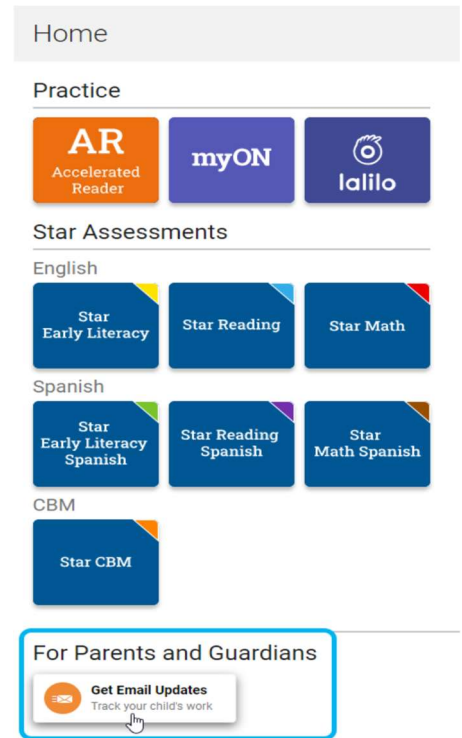 Home
Practice
AR
Accelerated
Reader
myON
lalilo
Star Assessments
English
Star
Early Literacy
Star Reading
Star Math
Spanish
Star
Early Literacy
Spanish
Star Reading
Spanish
Star
Math Spanish
CBM
Star CBM
For Parents and Guardians
Get Email Updates
Track your child's work